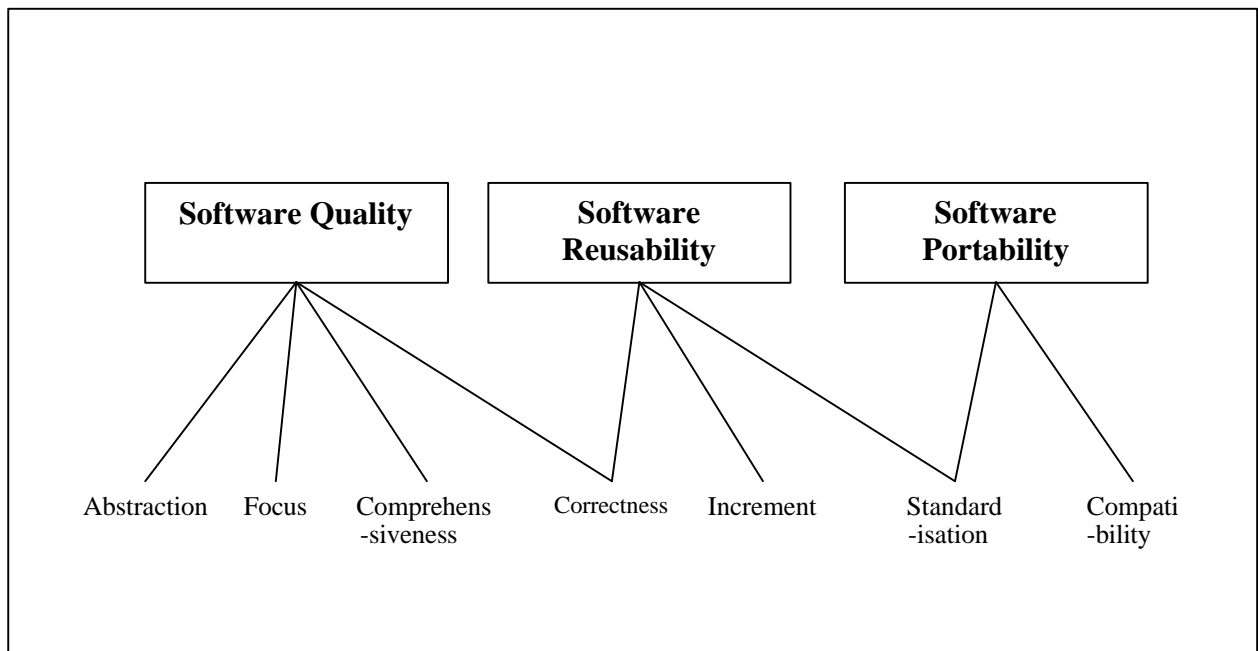 Software Quality
Software
Reusability
Software
Portability
Abstraction
Focus
Comprehens
-siveness
Correctness
Increment
Standard
-isation
Compati
-bility